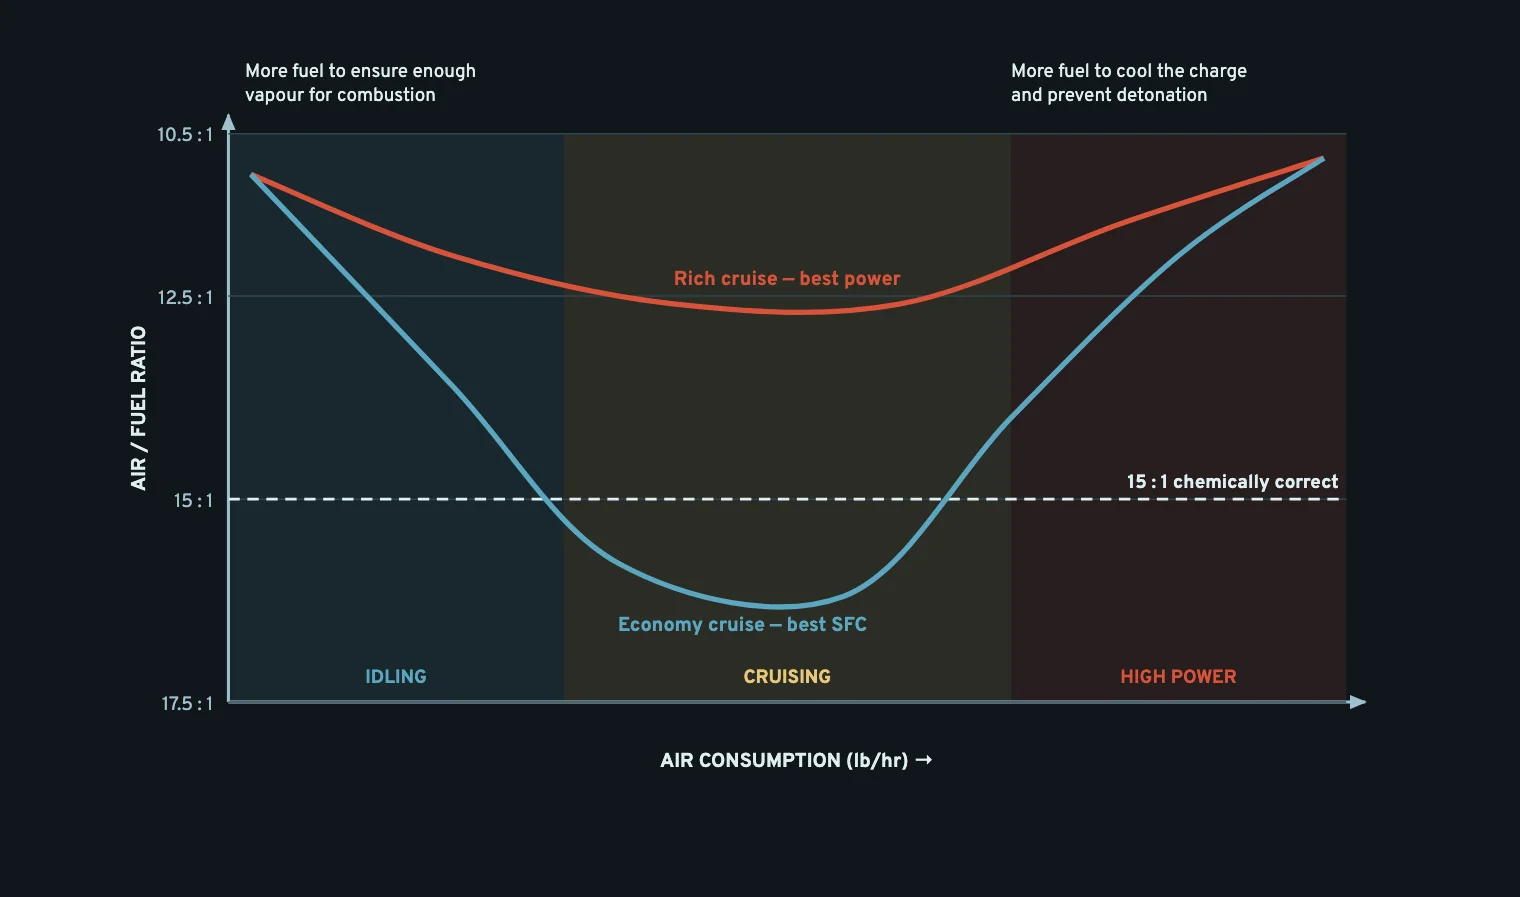 More fuel to ensure enough
vapour for combustion
More fuel to cool the charge
and prevent detonation
10.5 : 1
12.5 : 1
15 : 1
17.5 : 1
AIR / FUEL RATIO
Rich cruise – best power
15 : 1 chemically correct
Economy cruise – best SFC
IDLING
CRUISING
HIGH POWER
AIR CONSUMPTION (lb/hr) →